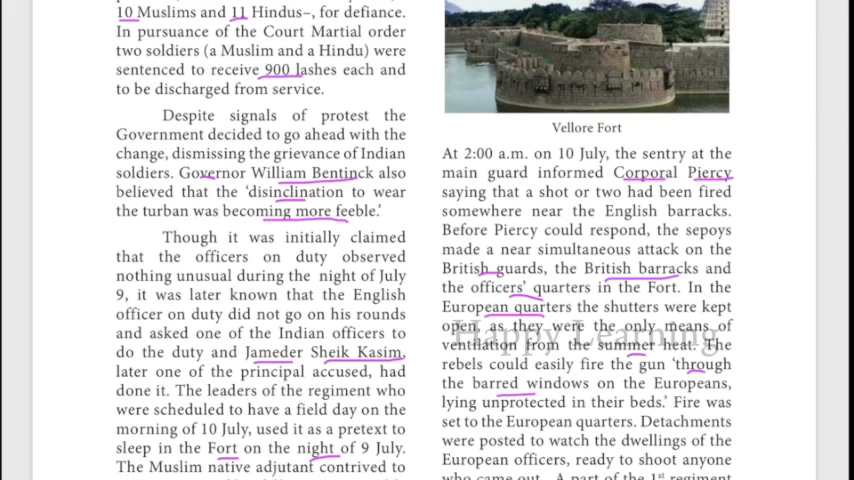 10 Muslims and 11 Hindus–, for defiance.
In pursuance of the Court Martial order
two soldiers (a Muslim and a Hindu) were
sentenced to receive 900 lashes each and
to be discharged from service.
Despite signals of protest the
Government decided to go ahead with the
change, dismissing the grievance of Indian
soldiers. Governor William Bentinck also
believed that the ‘disinclination to wear
the turban was becoming more feeble.’
Though it was initially claimed
that the officers on duty observed
nothing unusual during the night of July
9, it was later known that the English
officer on duty did not go on his rounds
and asked one of the Indian officers to
do the duty and Jameder Sheik Kasim,
later one of the principal accused, had
done it. The leaders of the regiment who
were scheduled to have a field day on the
morning of 10 July, used it as a pretext to
sleep in the Fort on the night of 9 July.
The Muslim native adjutant contrived to
Vellore Fort
At 2:00 a.m. on 10 July, the sentry at the
main guard informed Corporal Piercy
saying that a shot or two had been fired
somewhere near the English barracks.
Before Piercy could respond, the sepoys
made a near simultaneous attack on the
British guards, the British barracks and
the officers’ quarters in the Fort. In the
European quarters the shutters were kept
open, as they were the only means of
ventilation from the summer heat. The
rebels could easily fire the gun ‘through
the barred windows on the Europeans,
lying unprotected in their beds.’ Fire was
set to the European quarters. Detachments
were posted to watch the dwellings of the
European officers, ready to shoot anyone
who came out. A part of the 1st regiment
Happy Learning